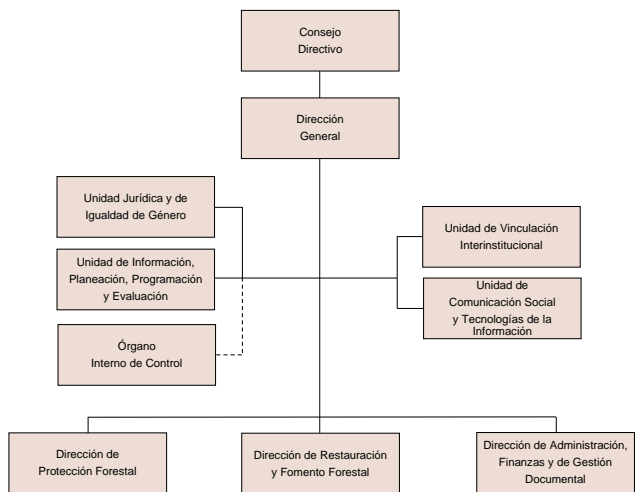 Consejo
Directivo
Dirección
General
Unidad Jurídica y de
Igualdad de Género
Unidad de Información,
Planeación, Programación
y Evaluación
Órgano
Interno de Control
Unidad de Vinculación
Interinstitucional
Unidad de
Comunicación Social
y Tecnologías de la
Información
Dirección de
Protección Forestal
Dirección de Restauración
y Fomento Forestal
Dirección de Administración,
Finanzas y de Gestión
Documental